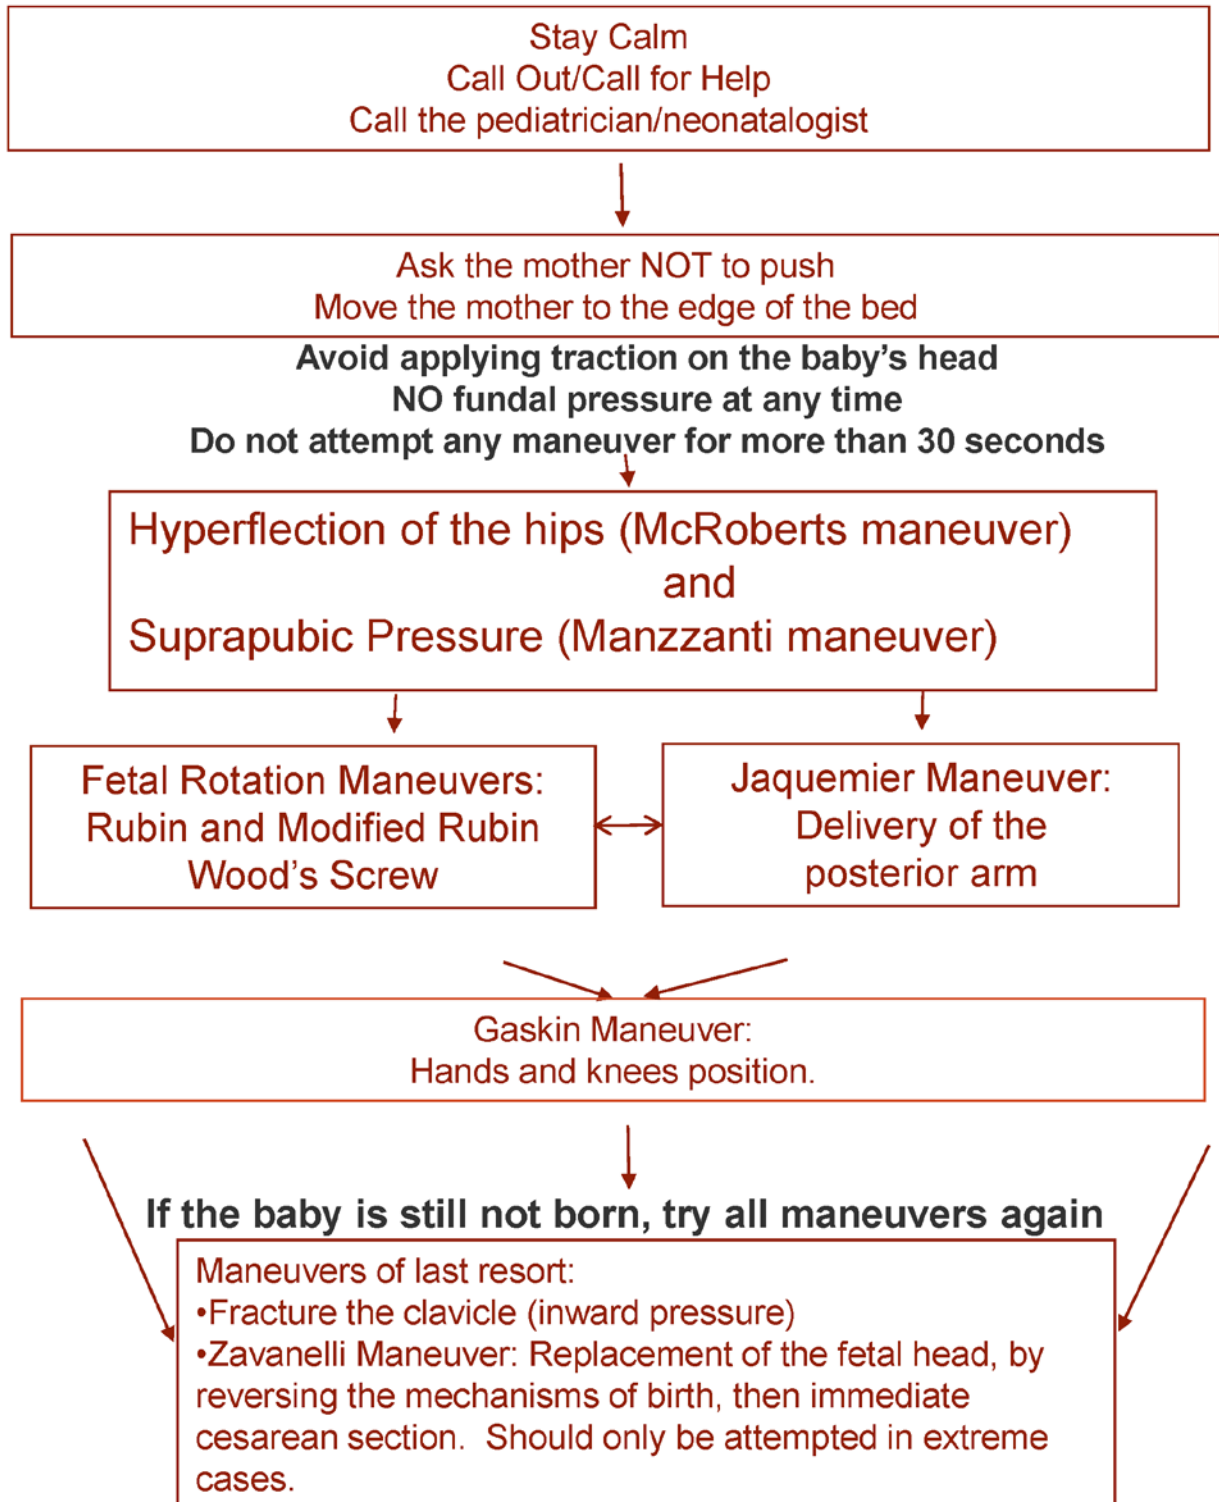 Stay Calm
Call Out/Call for Help
Call the pediatrician/neonatalogist
Ask the mother NOT to push
Move the mother to the edge of the bed
Avoid applying traction on the baby's head
NO fundal pressure at any time
Do not attempt any maneuver for more than 30 seconds
Hyperflection of the hips (McRoberts maneuver)
and
Suprapubic Pressure (Manzzanti maneuver)
Fetal Rotation Maneuvers:
Rubin and Modified Rubin
Wood's Screw
Jaquemier Maneuver:
Delivery of the
posterior arm
Gaskin Maneuver:
Hands and knees position.
If the baby is still not born, try all maneuvers again
Maneuvers of last resort:
•Fracture the clavicle (inward pressure)
•Zavanelli Maneuver: Replacement of the fetal head, by
reversing the mechanisms of birth, then immediate
cesarean section.  Should only be attempted in extreme
cases.